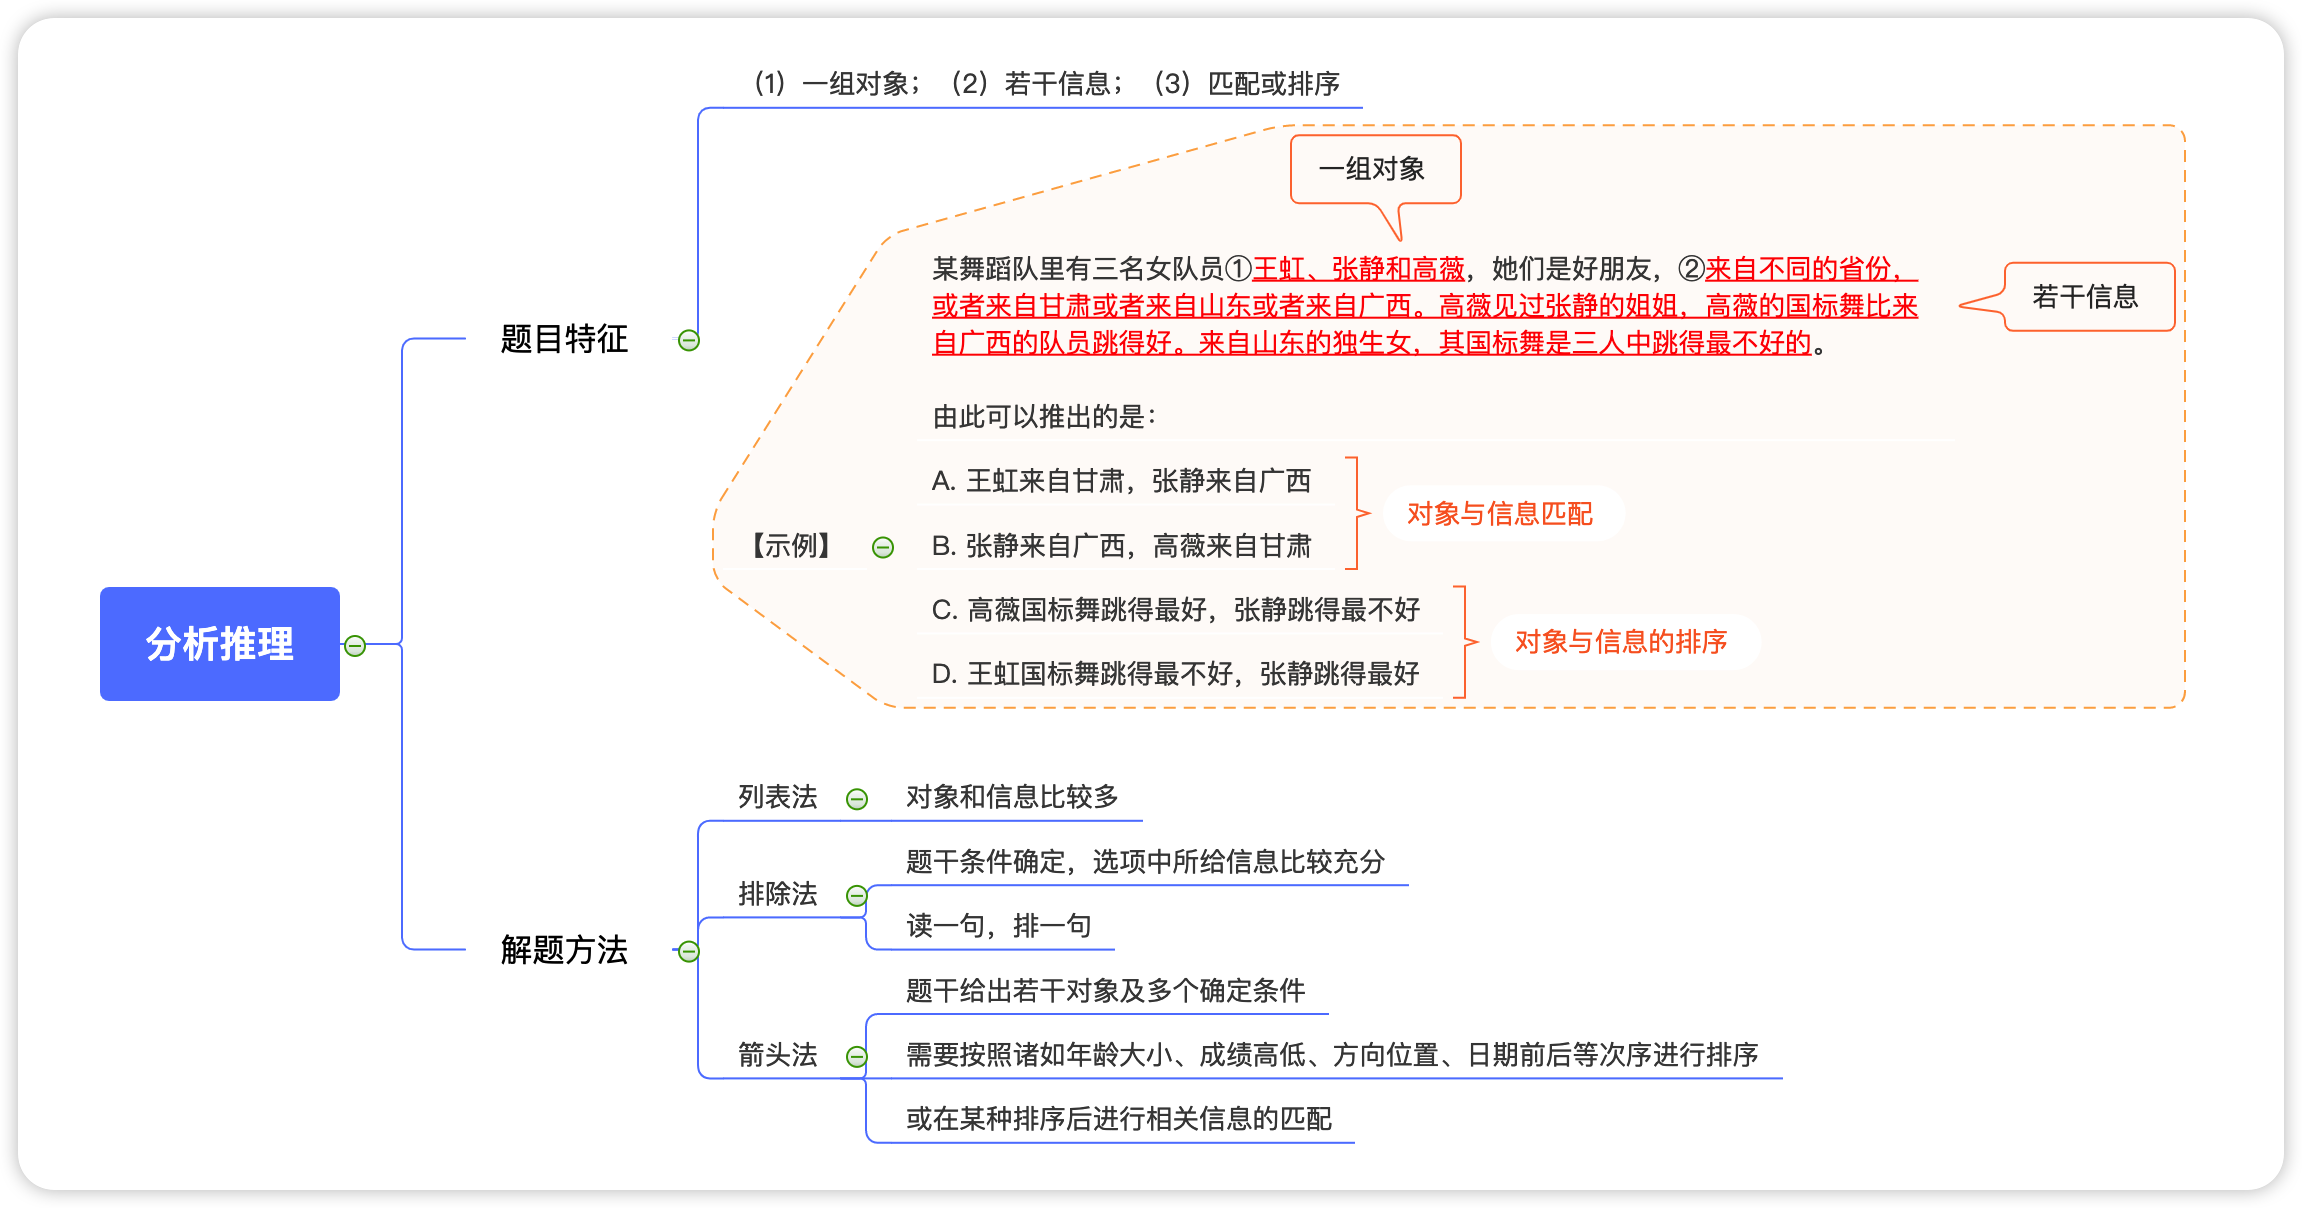 （1）一组对象；（2）若干信息；（3）匹配或排序
一组对象
某舞蹈队里有三名女队员①王虹、张静和高薇，她们是好朋友，②来自不同的省份，
或者来自甘肃或者来自山东或者来自广西。高薇见过张静的姐姐，高薇的国标舞比来
自广西的队员跳得好。来自山东的独生女，其国标舞是三人中跳得最不好的。
若干信息
题目特征
由此可以推出的是：
A. 王虹来自甘肃，张静来自广西
对象与信息匹配
【示例】
B. 张静来自广西，高薇来自甘肃
C. 高薇国标舞跳得最好，张静跳得最不好
对象与信息的排序
D. 王虹国标舞跳得最不好，张静跳得最好
分析推理
列表法
对象和信息比较多
题干条件确定，选项中所给信息比较充分
排除法
读一句，排一句
解题方法
题干给出若干对象及多个确定条件
箭头法
需要按照诸如年龄大小、成绩高低、方向位置、日期前后等次序进行排序
或在某种排序后进行相关信息的匹配